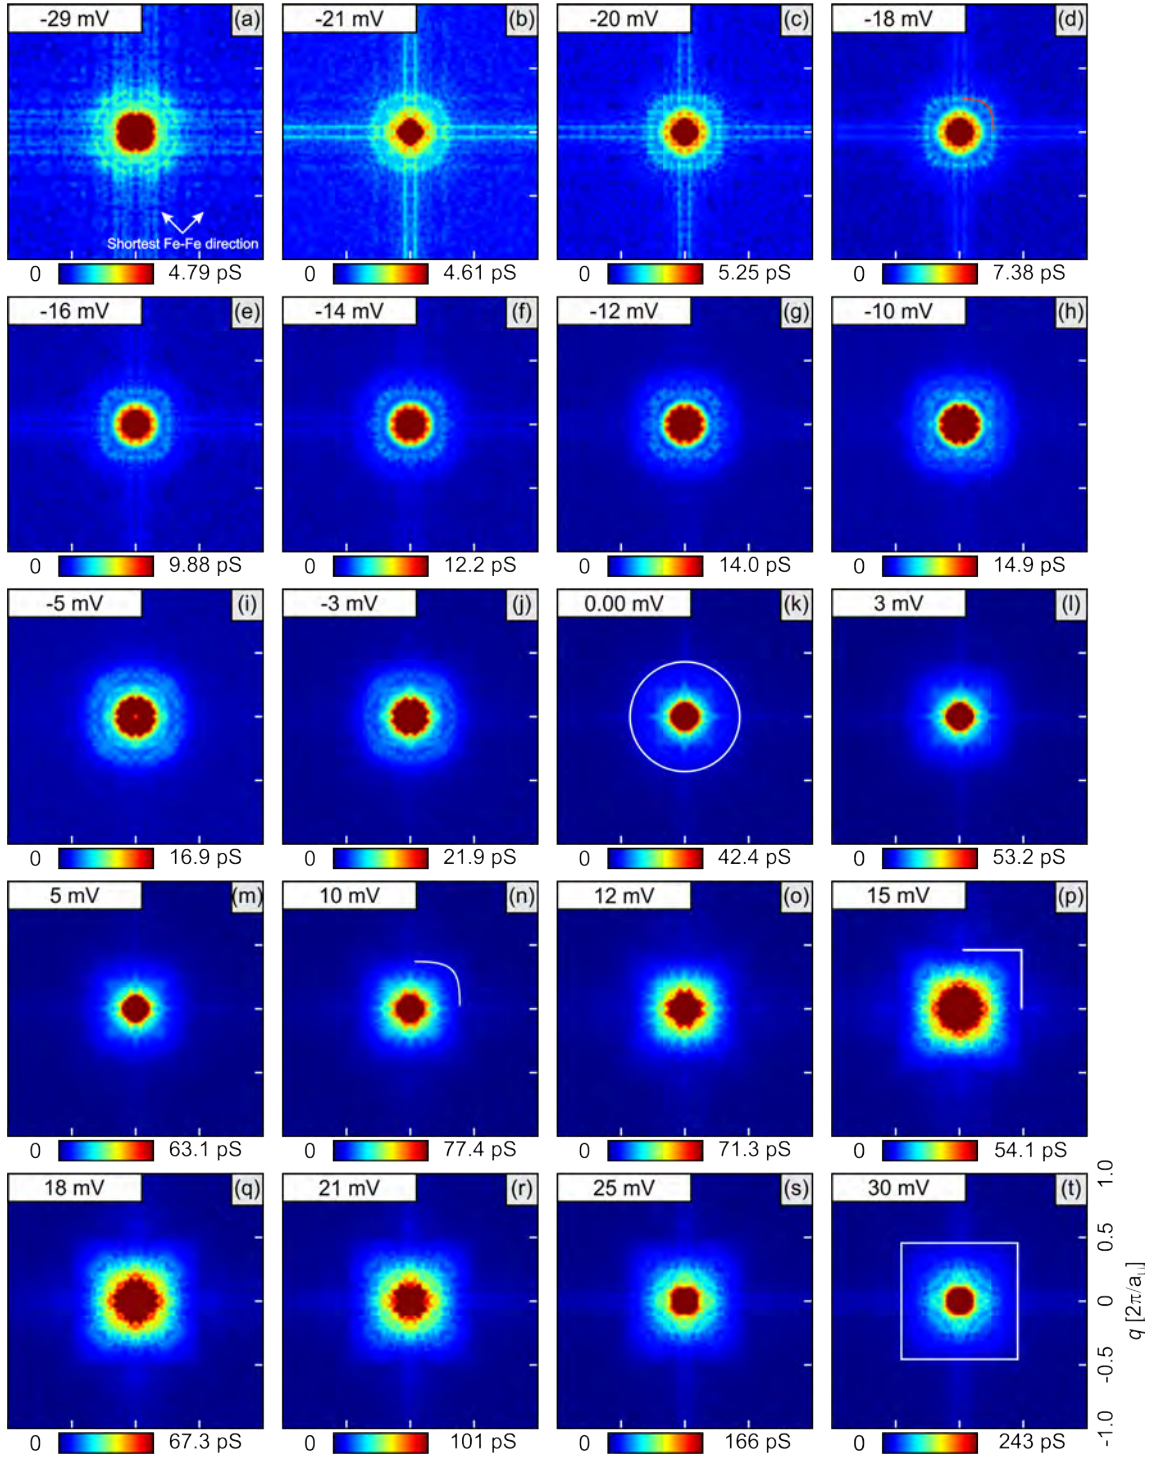 -29 mV (a) -21 mV (b) -20 mV (c) -18 mV (d)
Shortest Fe-Fe direction
0 4.79 pS 0 4.61 pS 0 5.25 pS 0 7.38 pS
-16 mV (e) -14 mV (f) -12 mV (g) -10 mV (h)
0 9.88 pS 0 12.2 pS 0 14.0 pS 0 14.9 pS
-5 mV (i) -3 mV (j) 0.00 mV (k) 3 mV (l)
0 16.9 pS 0 21.9 pS 0 42.4 pS 0 53.2 pS
5 mV (m) 10 mV (n) 12 mV (o) 15 mV (p)
0 63.1 pS 0 77.4 pS 0 71.3 pS 0 54.1 pS
18 mV (q) 21 mV (r) 25 mV (s) 30 mV (t)
0 67.3 pS 0 101 pS 0 166 pS 0 243 pS
-1.0 -0.5 0 0.5 1.0